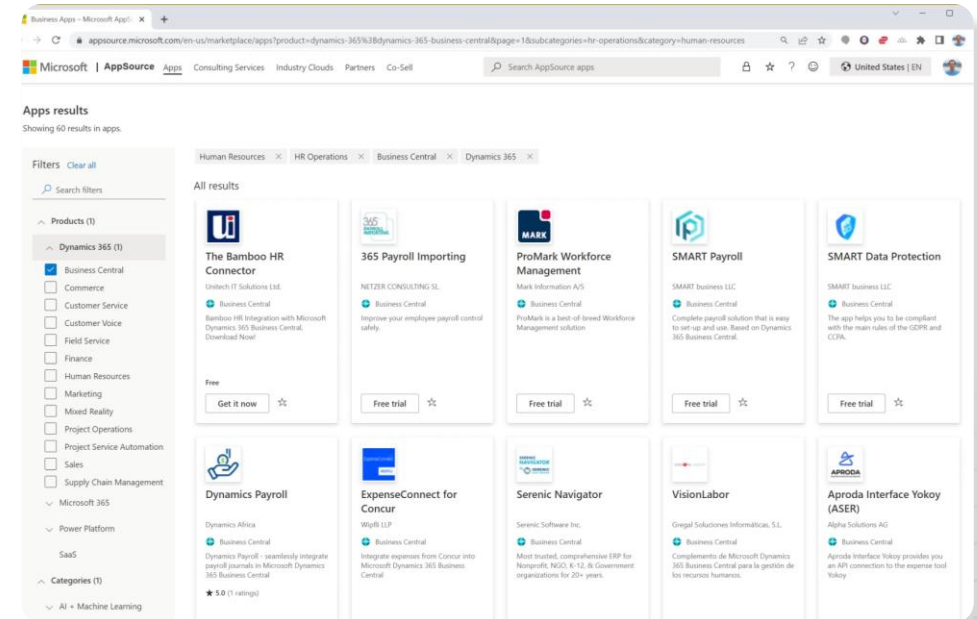 Business Apps – Microsoft AppS
appsource.microsoft.com/en-us/marketplace/apps?product=dynamics-365%3Bdynamics-365-business-central&page=1&subcategories=hr-operations&category=human-resources
Microsoft | AppSource Apps Consulting Services Industry Clouds Partners Co-Sell Search AppSource apps United States | EN
Apps results
Showing 60 results in apps.
Filters Clear all
Search filters
Products (1)
Dynamics 365 (1)
Business Central
Commerce
Customer Service
Customer Voice
Field Service
Finance
Human Resources
Marketing
Mixed Reality
Project Operations
Project Service Automation
Sales
Supply Chain Management
Microsoft 365
Power Platform
SaaS
Categories (1)
AI + Machine Learning
Human Resources HR Operations Business Central Dynamics 365
All results
Ui
The Bamboo HR
Connector
Unitech IT Solutions Ltd.
Business Central
Bamboo HR Integration with Microsoft
Dynamics 365 Business Central.
Download Now!
Free
Get it now
365
PAYROLL
IMPORTING
365 Payroll Importing
NETZER CONSULTING SL.
Business Central
Improve your employee payroll control
safely.
Free trial
MARK
ProMark Workforce
Management
Mark Information A/S
Business Central
ProMark is a best-of-breed Workforce
Management solution
Free trial
SMART Payroll
SMART business LLC
Business Central
Complete payroll solution that is easy
to set-up and use. Based on Dynamics
365 Business Central.
Free trial
SMART Data Protection
SMART business LLC
Business Central
The app helps you to be compliant
with the main rules of the GDPR and
CCPA.
Free trial
Dynamics Payroll
Dynamics Africa
Business Central
Dynamics Payroll - seamlessly integrate
payroll journals in Microsoft Dynamics
365 Business Central
5.0 (1 ratings)
ExpenseConnect for
Concur
Wipfli LLP
Business Central
Integrate expenses from Concur into
Microsoft Dynamics 365 Business
Central
SERENIC
NAVIGATOR
Serenic Navigator
Serenic Software Inc.
Business Central
Most trusted, comprehensive ERP for
Nonprofit, NGO, K-12, & Government
organizations for 20+ years.
VisionLabor
Gregal Soluciones Informáticas, S.L.
Business Central
Complemento de Microsoft Dynamics
365 Business Central para la gestión de
los recursos humanos.
APRODA
Aproda Interface Yokoy
(ASER)
Alpha Solutions AG
Business Central
Aproda Interface Yokoy provides you
an API connection to the expense tool
Yokoy